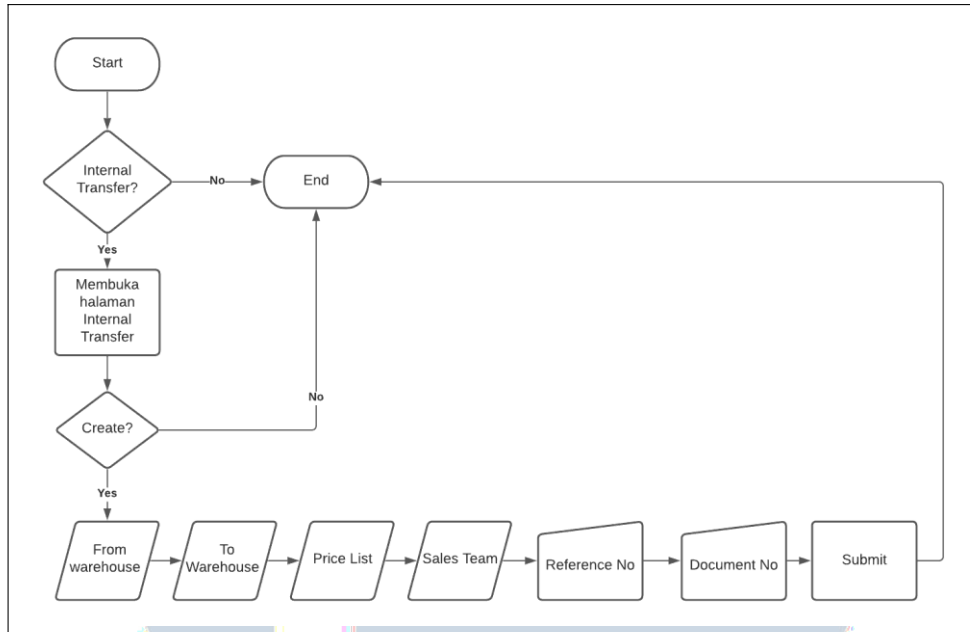 Start
Internal
Transfer?
No
End
Yes
Membuka
halaman
Internal
Transfer
No
Create?
Yes
From
warehouse
To
Warehouse
Price List
Sales Team
Reference No
Document No
Submit